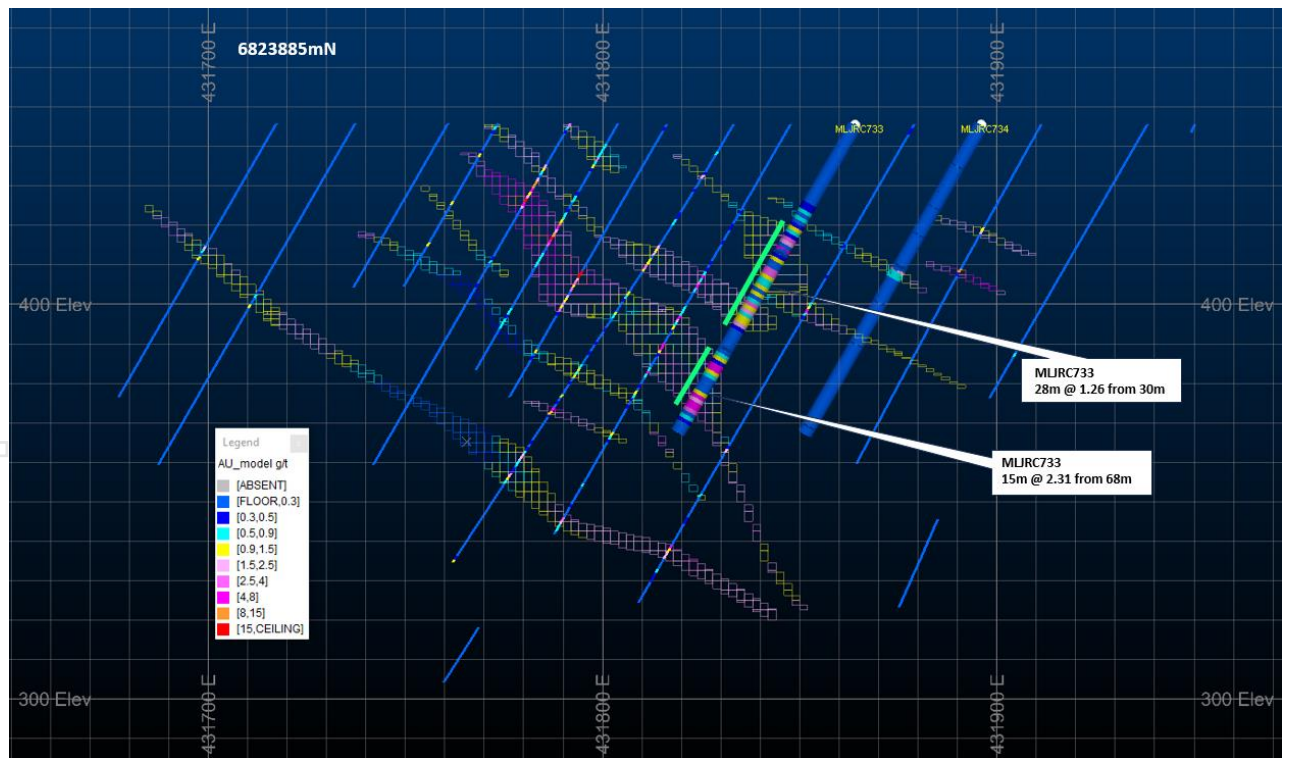 6823885mN
431700 E
431800 E
431900 E
MLJRC733
MLJRC734
400 Elev
400 Elev
MLJRC733
28m @ 1.26 from 30m
MLJRC733
15m @ 2.31 from 68m
Legend
AU_model g/t
[ABSENT]
[FLOOR,0.3]
[0.3,0.5]
[0.5,0.9]
[0.9,1.5]
[1.5,2.5]
[2.5,4]
[4,8]
[8,15]
[15,CEILING]
300 Elev
300 Elev
431700 E
431800 E
431900 E